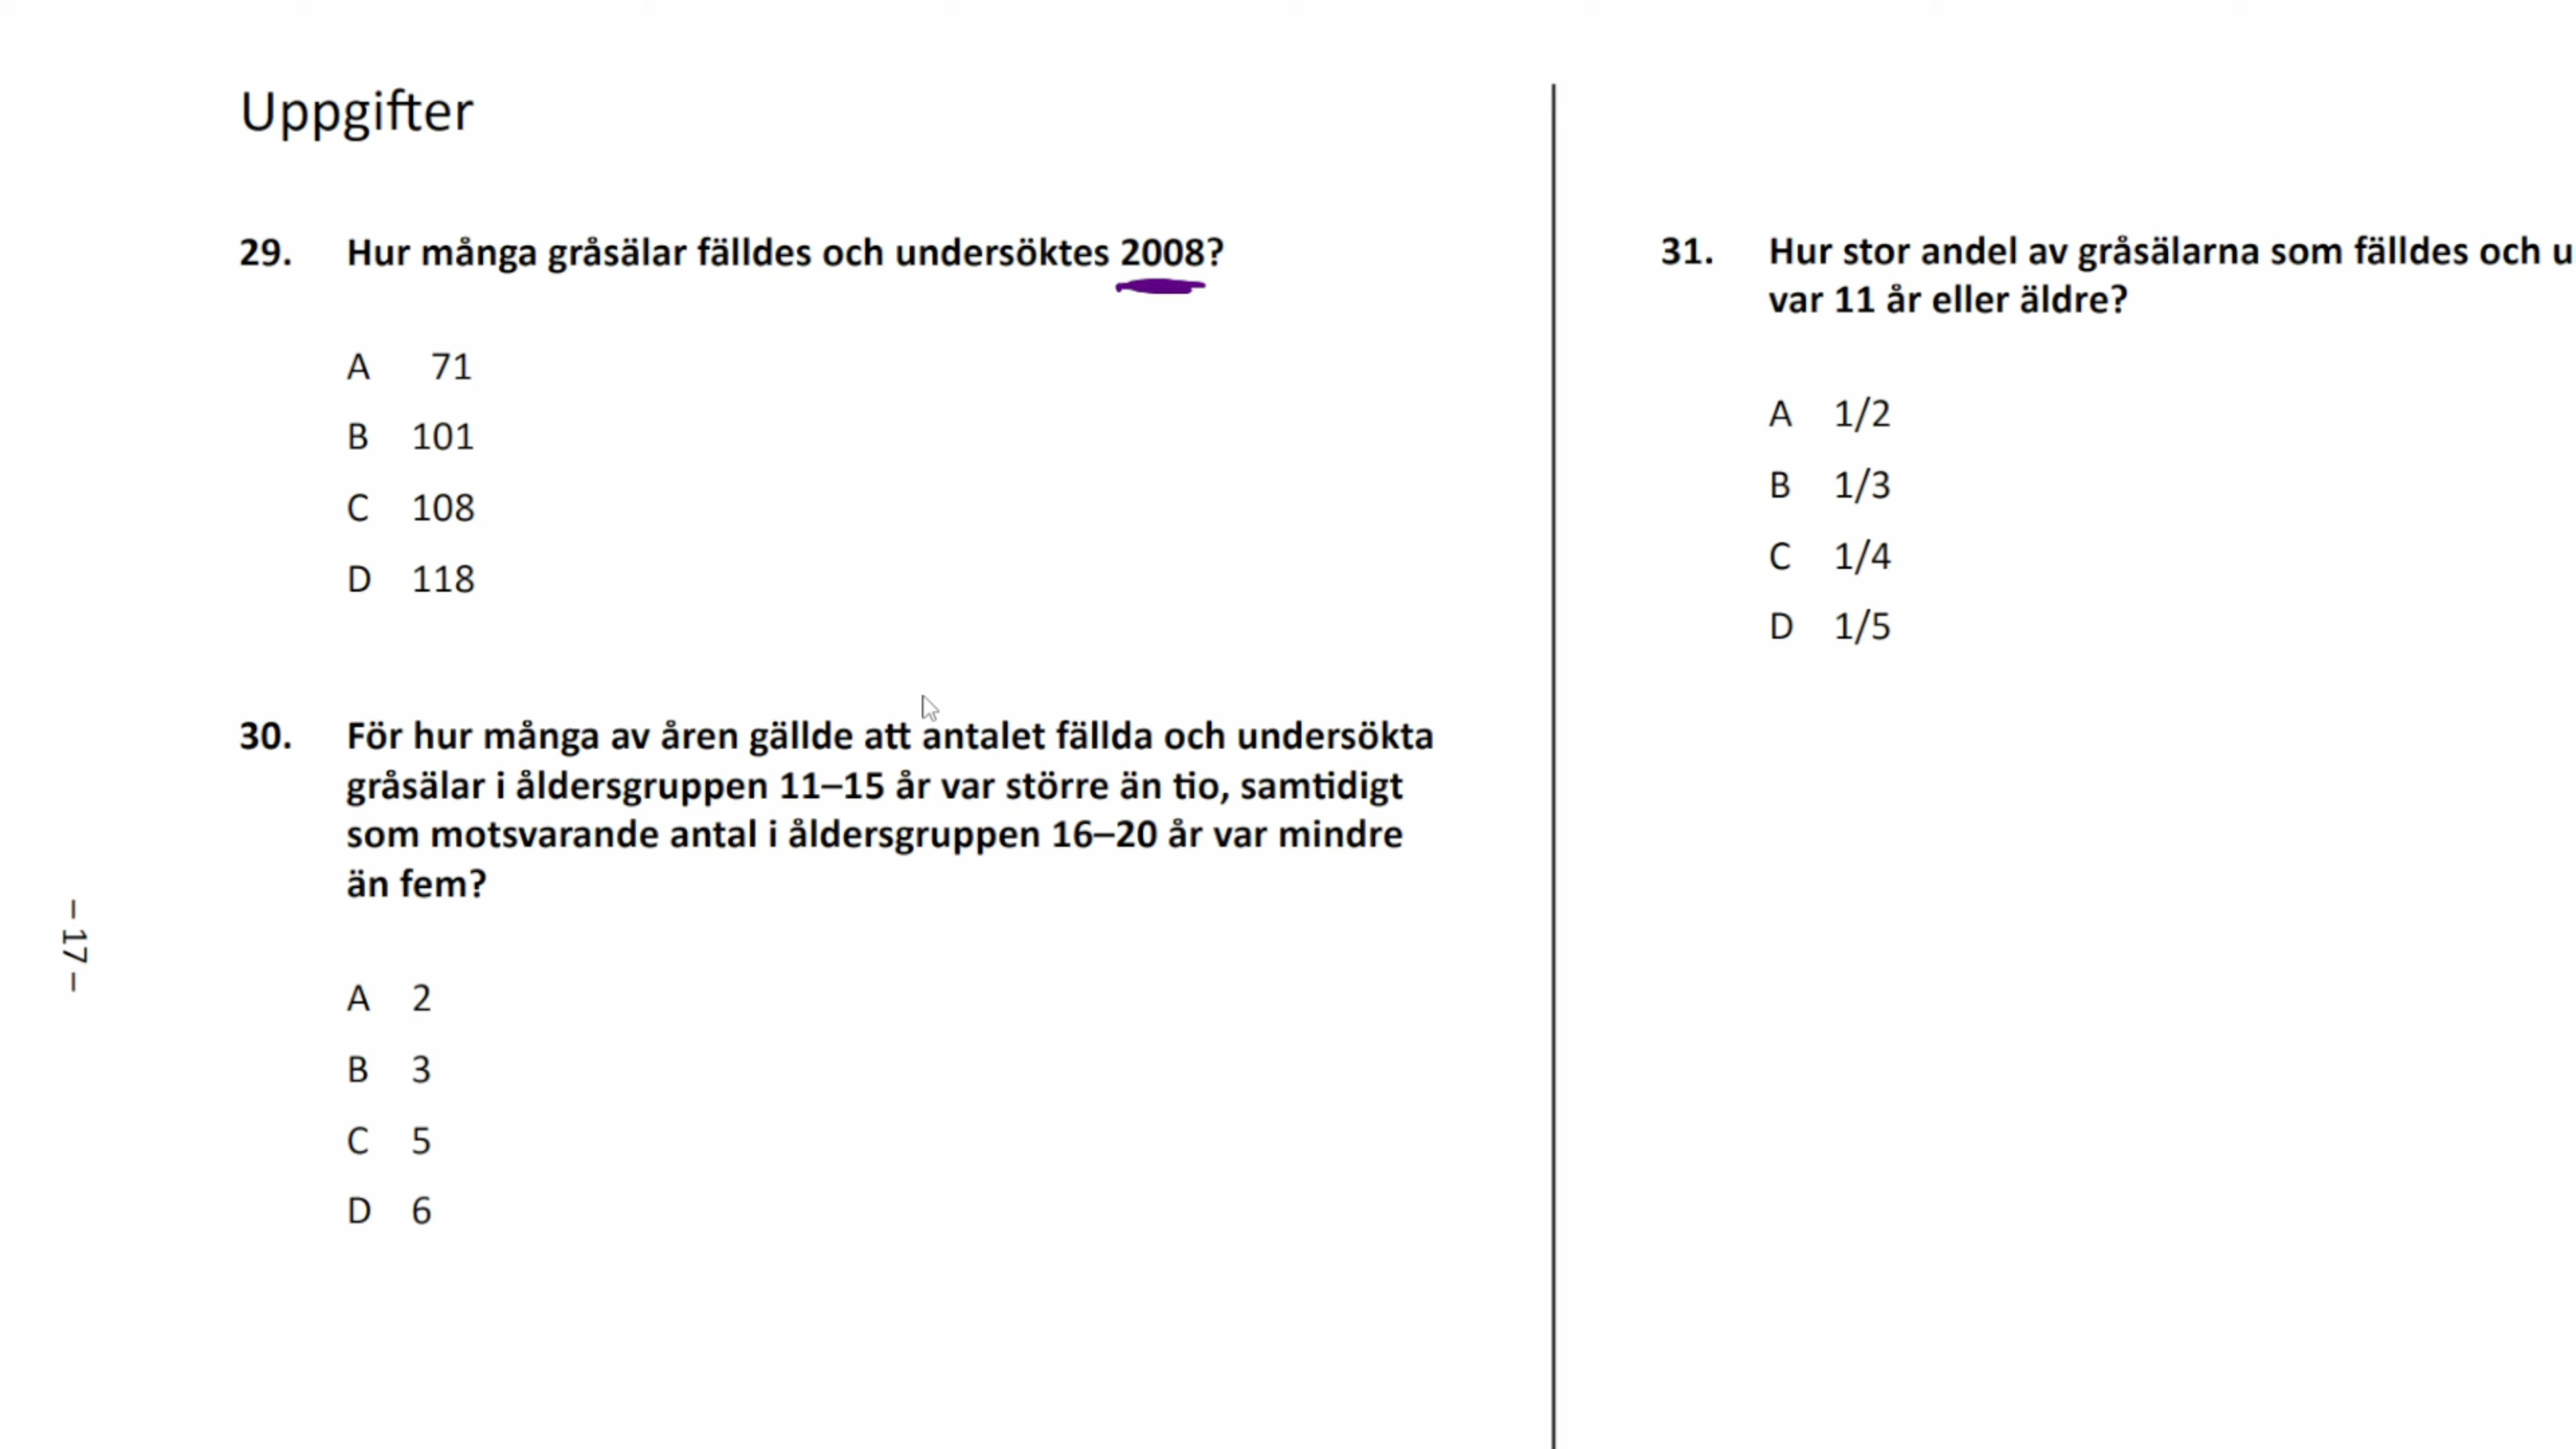 Uppgifter
29. Hur många gråsälar fälldes och undersöktes 2008?
A 71
B 101
C 108
D 118
30. För hur många av åren gällde att antalet fällda och undersökta
gråsälar i åldersgruppen 11–15 år var större än tio, samtidigt
som motsvarande antal i åldersgruppen 16–20 år var mindre
än fem?
A 2
B 3
C 5
D 6
– 17 –
31. Hur stor andel av gråsälarna som fälldes och u
var 11 år eller äldre?
A 1/2
B 1/3
C 1/4
D 1/5